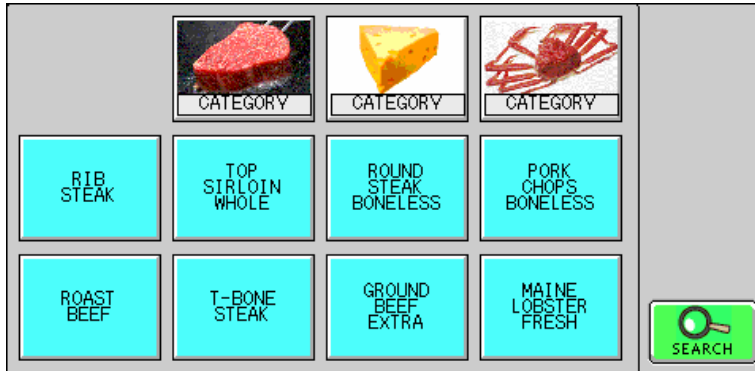 CATEGORY
CATEGORY
CATEGORY
RIB
STEAK
TOP
SIRLOIN
WHOLE
ROUND
STEAK
BONELESS
PORK
CHOPS
BONELESS
ROAST
BEEF
T-BONE
STEAK
GROUND
BEEF
EXTRA
MAINE
LOBSTER
FRESH
SEARCH